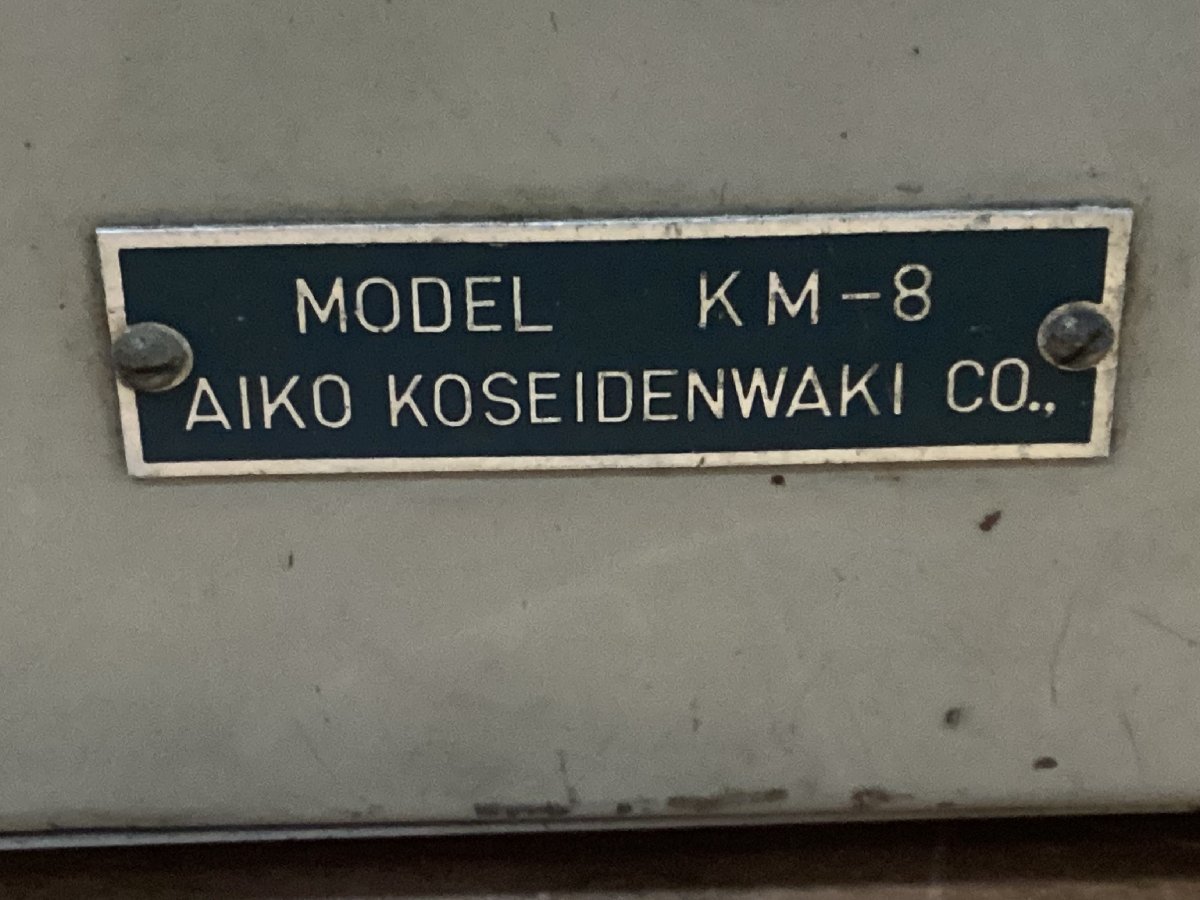 MODEL KM-8
AIKO KOSEIDENWAKI CO.,